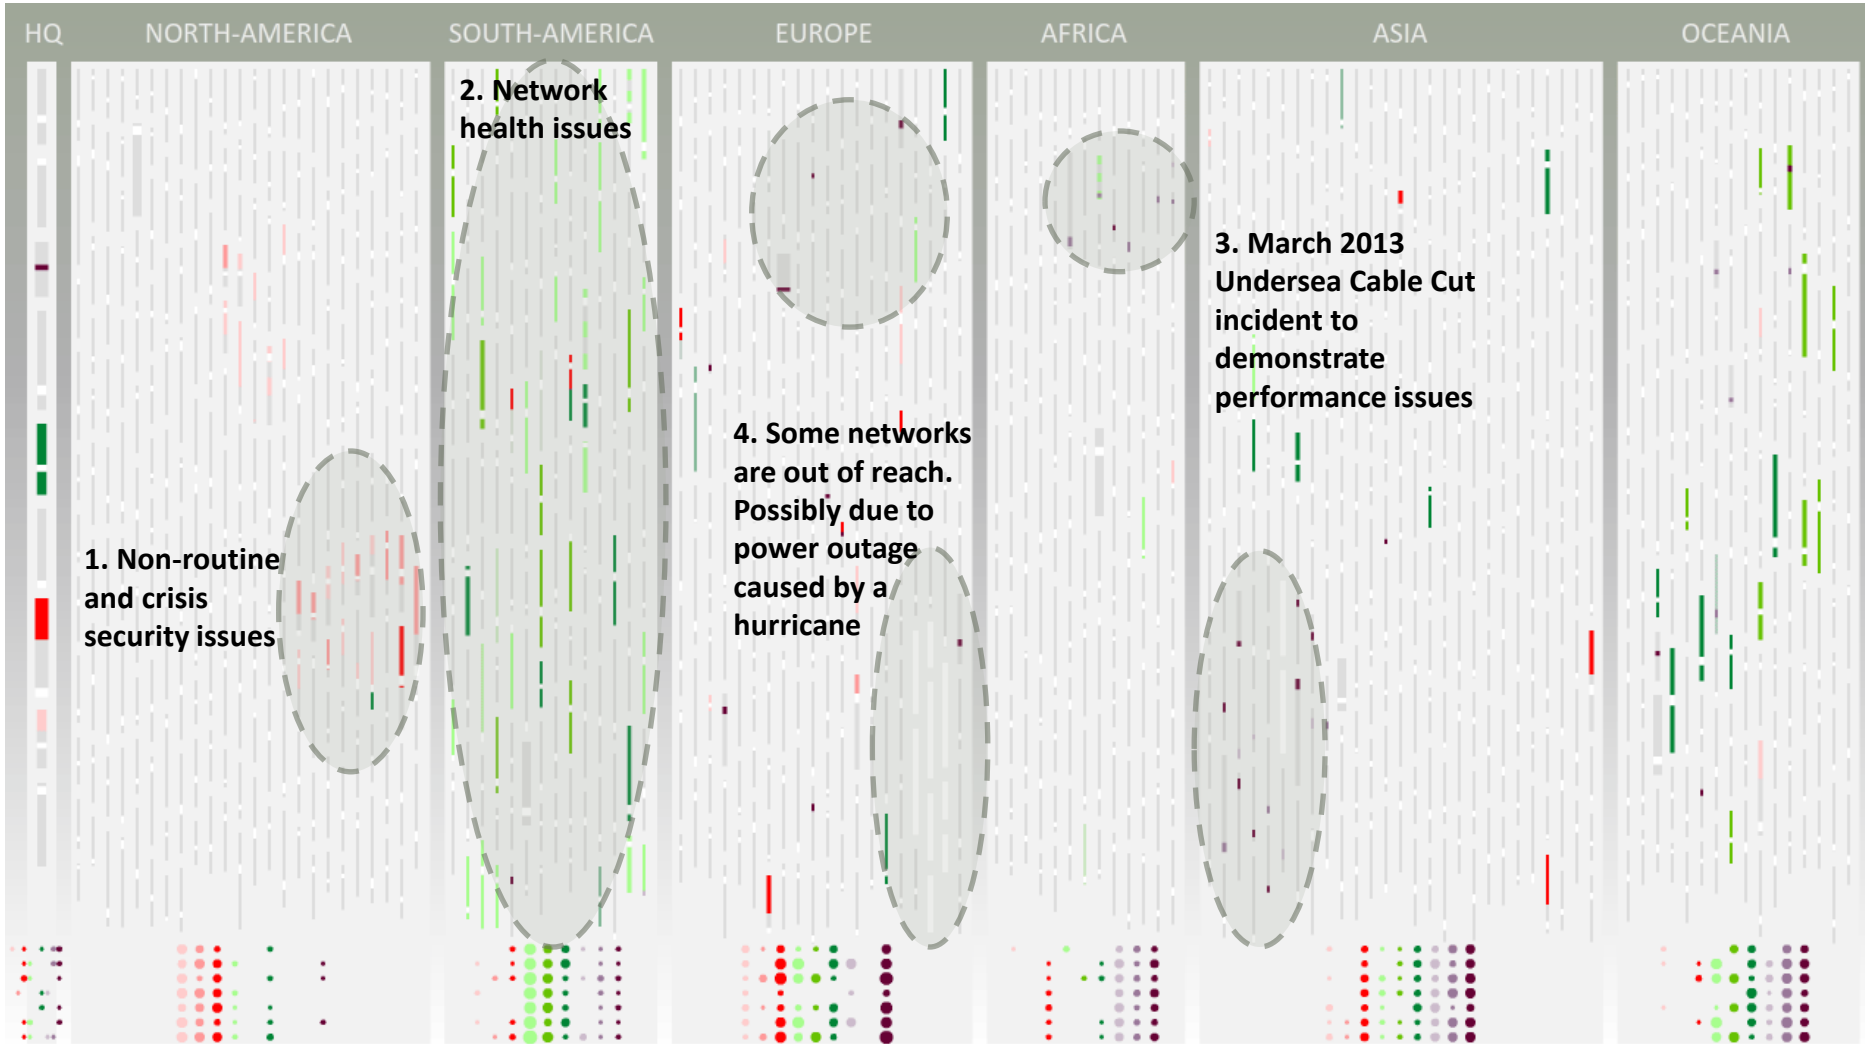 HQ
NORTH-AMERICA
SOUTH-AMERICA
EUROPE
AFRICA
ASIA
OCEANIA
2. Network
health issues
3. March 2013
Undersea Cable Cut
incident to
demonstrate
performance issues
4. Some networks
are out of reach.
Possibly due to
power outage
caused by a
hurricane
1. Non-routine
and crisis
security issues